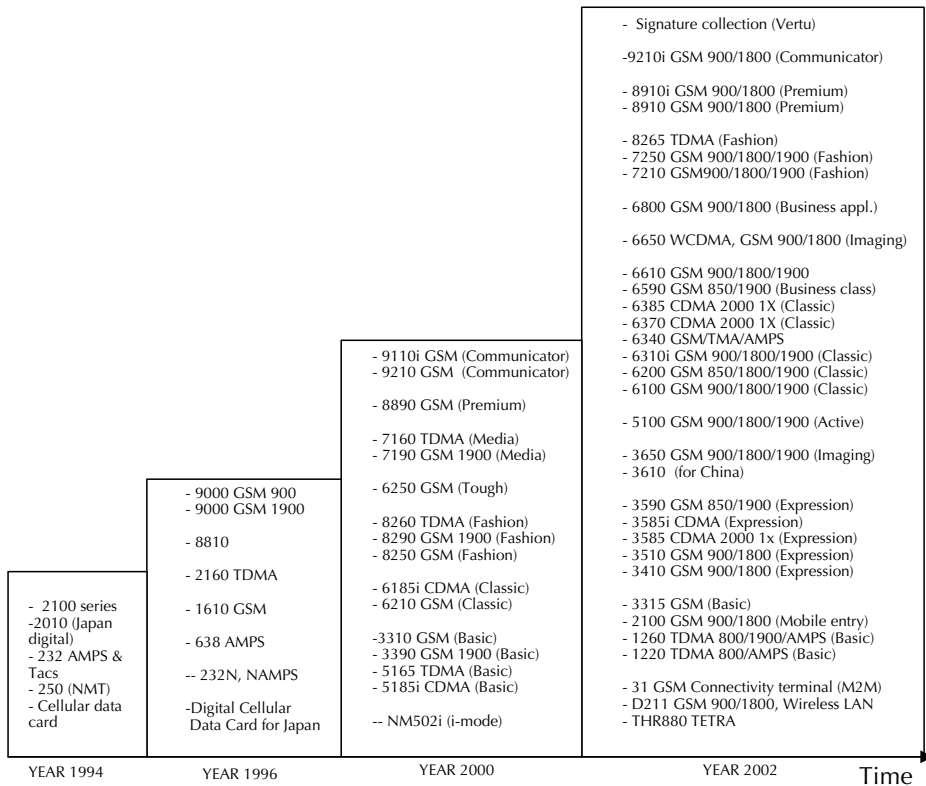 - 2100 series
-2010 (Japan
digital)
- 232 AMPS &
Tacs
- 250 (NMT)
- Cellular data
card
YEAR 1994
- 9000 GSM 900
- 9000 GSM 1900
- 8810
- 2160 TDMA
- 1610 GSM
- 638 AMPS
-- 232N, NAMPS
-Digital Cellular
Data Card for Japan
YEAR 1996
- 9110i GSM (Communicator)
- 9210 GSM (Communicator)
- 8890 GSM (Premium)
- 7160 TDMA (Media)
- 7190 GSM 1900 (Media)
- 6250 GSM (Tough)
- 8260 TDMA (Fashion)
- 8290 GSM 1900 (Fashion)
- 8250 GSM (Fashion)
- 6185i CDMA (Classic)
- 6210 GSM (Classic)
-3310 GSM (Basic)
- 3390 GSM 1900 (Basic)
- 5165 TDMA (Basic)
- 5185i CDMA (Basic)
-- NM502i (i-mode)
YEAR 2000
- Signature collection (Vertu)
-9210i GSM 900/1800 (Communicator)
- 8910i GSM 900/1800 (Premium)
- 8910 GSM 900/1800 (Premium)
- 8265 TDMA (Fashion)
- 7250 GSM 900/1800/1900 (Fashion)
- 7210 GSM900/1800/1900 (Fashion)
- 6800 GSM 900/1800 (Business appl.)
- 6650 WCDMA, GSM 900/1800 (Imaging)
- 6610 GSM 900/1800/1900
- 6590 GSM 850/1900 (Business class)
- 6385 CDMA 2000 1X (Classic)
- 6370 CDMA 2000 1X (Classic)
- 6340 GSM/TMA/AMPS
- 6310i GSM 900/1800/1900 (Classic)
- 6200 GSM 850/1800/1900 (Classic)
- 6100 GSM 900/1800/1900 (Classic)
- 5100 GSM 900/1800/1900 (Active)
- 3650 GSM 900/1800/1900 (Imaging)
- 3610 (for China)
- 3590 GSM 850/1900 (Expression)
- 3585i CDMA (Expression)
- 3585 CDMA 2000 1x (Expression)
- 3510 GSM 900/1800 (Expression)
- 3410 GSM 900/1800 (Expression)
- 3315 GSM (Basic)
- 2100 GSM 900/1800 (Mobile entry)
- 1260 TDMA 800/1900/AMPS (Basic)
- 1220 TDMA 800/AMPS (Basic)
- 31 GSM Connectivity terminal (M2M)
- D211 GSM 900/1800, Wireless LAN
- THR880 TETRA
YEAR 2002
Time